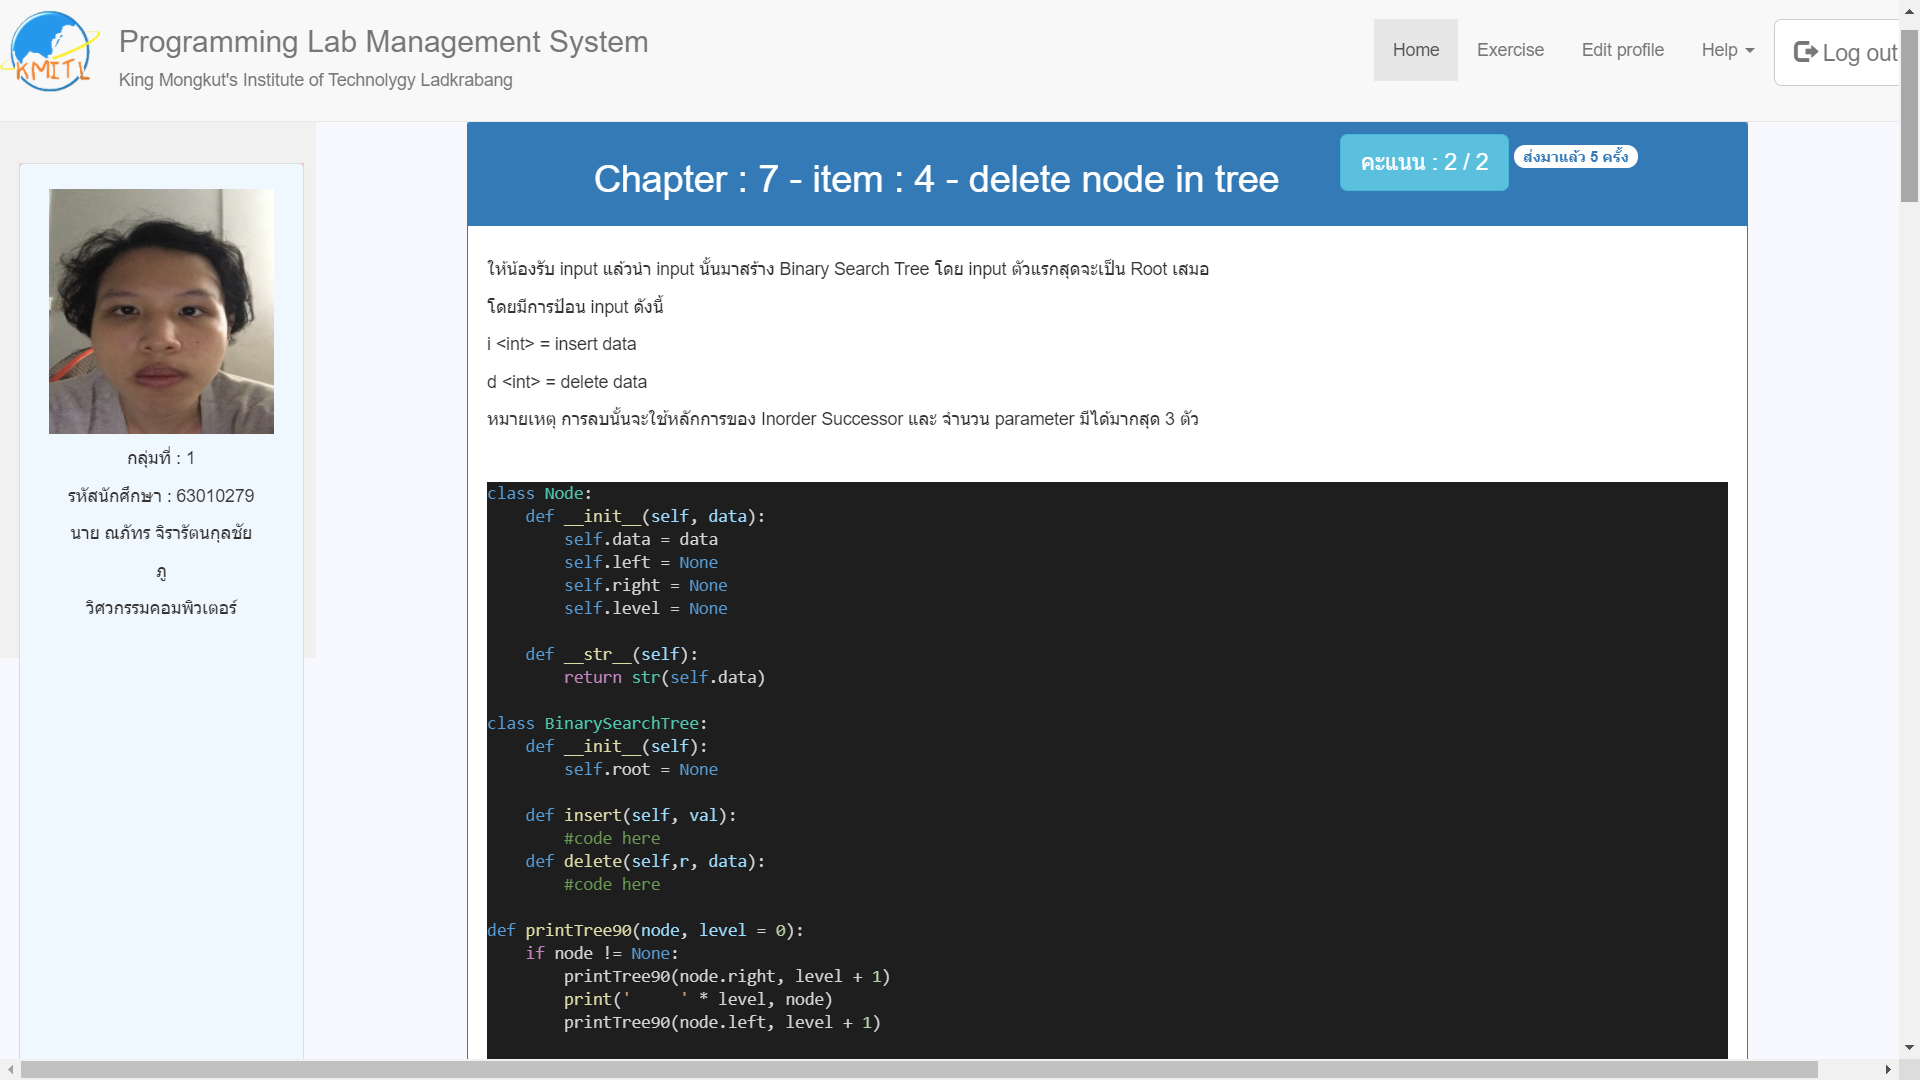 KMITL
Programming Lab Management System
King Mongkut's Institute of Technolygy Ladkrabang
Home
Exercise
Edit profile
Help
Log out
กลุ่มที่ : 1
รหัสนักศึกษา : 63010279
นาย ณภัทร จิรารัตนกุลชัย
ภู
วิศวกรรมคอมพิวเตอร์
Chapter : 7 - item : 4 - delete node in tree
คะแนน : 2 / 2
ส่งมาแล้ว 5 ครั้ง
ให้น้องรับ input แล้วนำ input นั้นมาสร้าง Binary Search Tree โดย input ตัวแรกสุดจะเป็น Root เสมอ
โดยมีการป้อน input ดังนี้
i <int> = insert data
d <int> = delete data
หมายเหตุ การลบนั้นจะใช้หลักการของ Inorder Successor และ จำนวน parameter มีได้มากสุด 3 ตัว
class Node:
    def __init__(self, data):
        self.data = data
        self.left = None
        self.right = None
        self.level = None
    def __str__(self):
        return str(self.data)
class BinarySearchTree:
    def __init__(self):
        self.root = None
    def insert(self, val):
        #code here
    def delete(self,r, data):
        #code here
def printTree90(node, level = 0):
    if node != None:
        printTree90(node.right, level + 1)
        print('     ' * level, node)
        printTree90(node.left, level + 1)